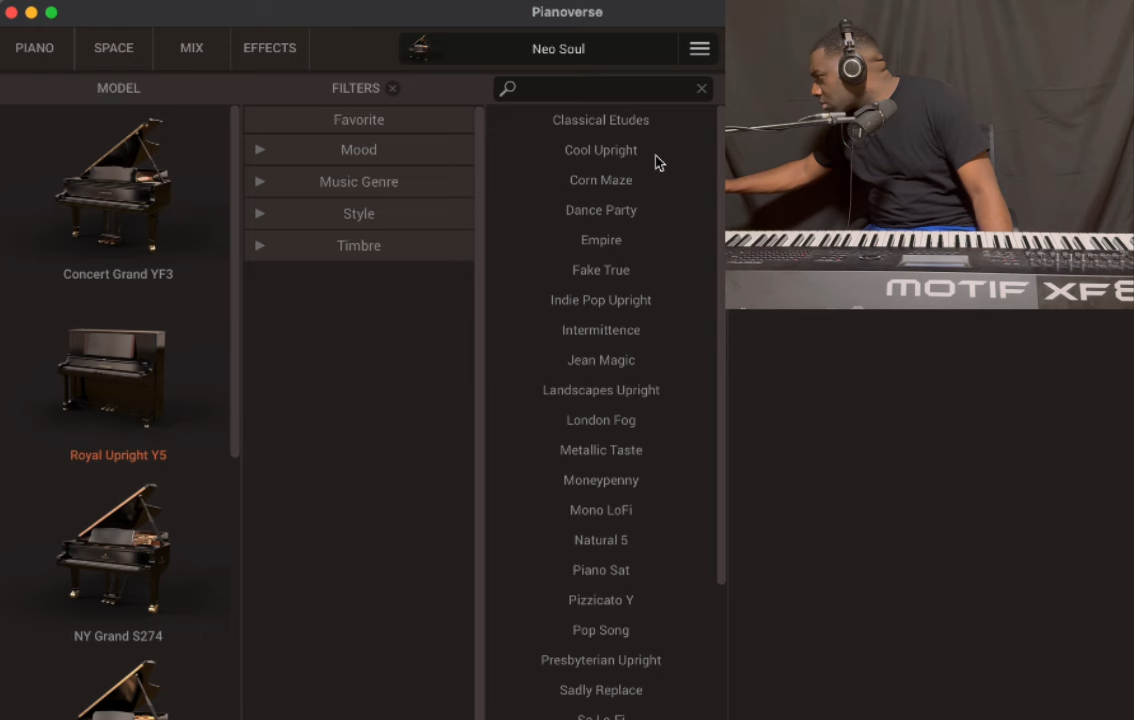 Pianoverse
PIANO
SPACE
MIX
EFFECTS
Neo Soul
MODEL
FILTERS
Concert Grand YF3
Royal Upright Y5
NY Grand S274
Favorite
Mood
Music Genre
Style
Timbre
Classical Etudes
Cool Upright
Corn Maze
Dance Party
Empire
Fake True
Indie Pop Upright
Intermittence
Jean Magic
Landscapes Upright
London Fog
Metallic Taste
Moneypenny
Mono LoFi
Natural 5
Piano Sat
Pizzicato Y
Pop Song
Presbyterian Upright
Sadly Replace
So Lo Fi
MOTIF XF8